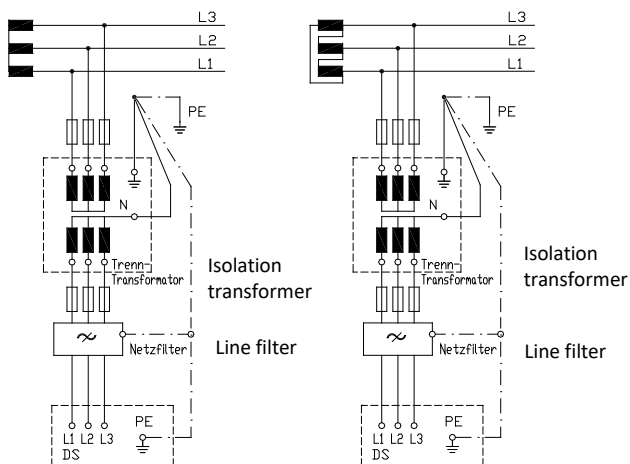 L3
L2
L1
PE
N
Trenn-
Transformator
Isolation
transformer
Netzfilter
Line filter
PE
L1 L2 L3
DS
L3
L2
L1
PE
N
Trenn-
Transformator
Isolation
transformer
Netzfilter
Line filter
PE
L1 L2 L3
DS